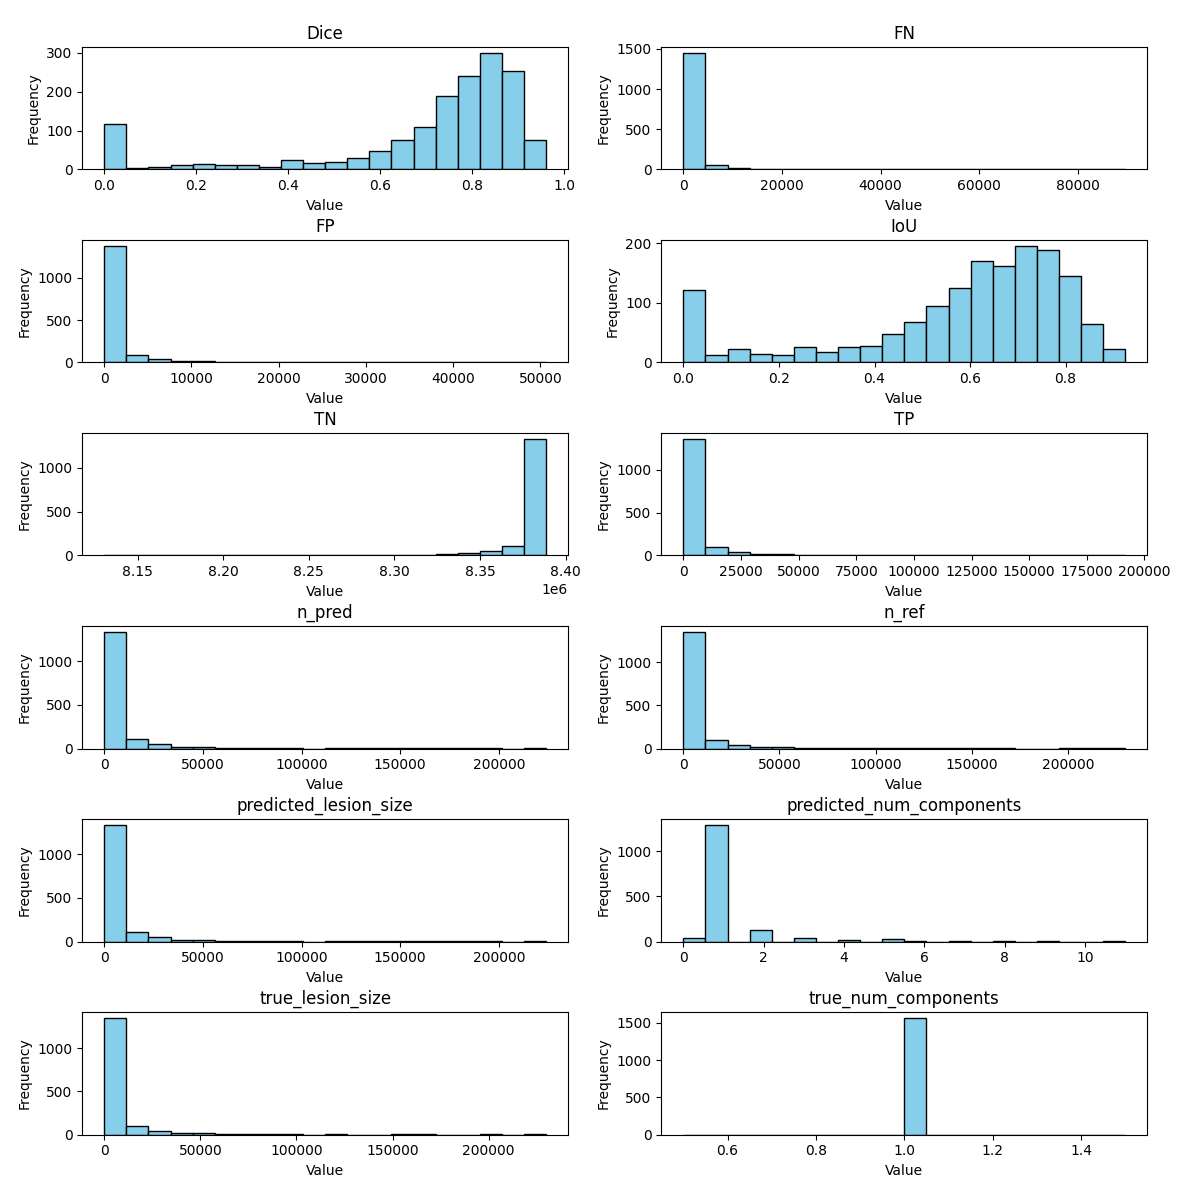 Dice
Frequency
300
200
100
0
0.0 0.2 0.4 0.6 0.8 1.0
Value
FN
Frequency
1500
1000
500
0
0 20000 40000 60000 80000
Value
FP
Frequency
1000
500
0
0 10000 20000 30000 40000 50000
Value
IoU
Frequency
200
100
0
0.0 0.2 0.4 0.6 0.8
Value
TN
Frequency
1000
500
0
8.15 8.20 8.25 8.30 8.35 8.40
1e6
Value
TP
Frequency
1000
500
0
0 25000 50000 75000 100000 125000 150000 175000 200000
Value
n_pred
Frequency
1000
500
0
0 50000 100000 150000 200000
Value
n_ref
Frequency
1000
500
0
0 50000 100000 150000 200000
Value
predicted_lesion_size
Frequency
1000
500
0
0 50000 100000 150000 200000
Value
predicted_num_components
Frequency
1000
500
0
0 2 4 6 8 10
Value
true_lesion_size
Frequency
1000
500
0
0 50000 100000 150000 200000
Value
true_num_components
Frequency
1500
1000
500
0
0.6 0.8 1.0 1.2 1.4
Value